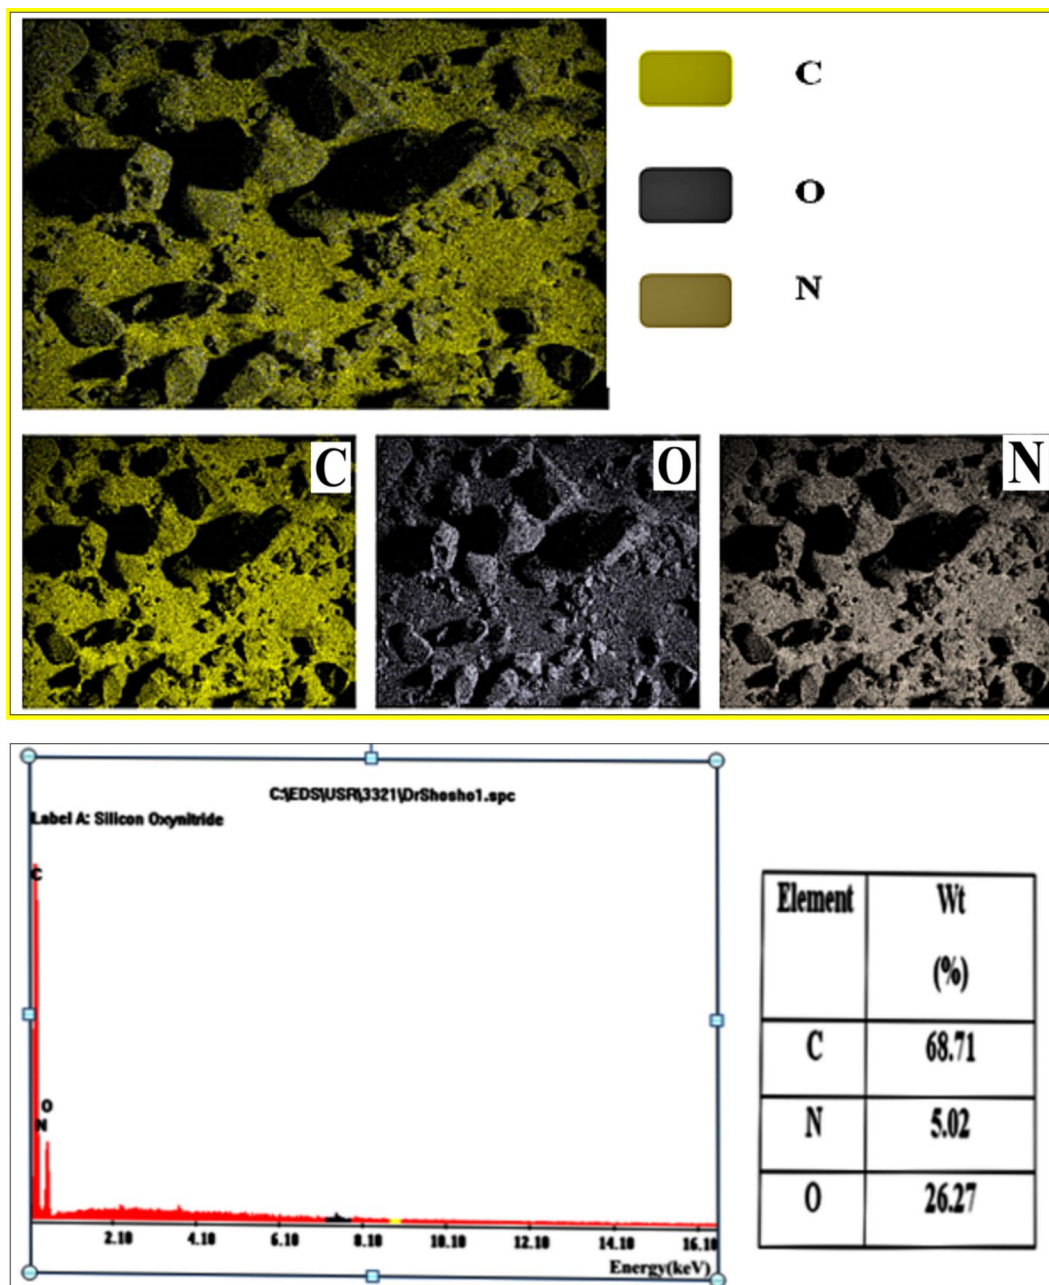 C
O
N
C
O
N
C:\EDS\USR\3321\DrShosho1.spc
Label A: Silicon Oxynitride
C
O
N
2.10 4.10 6.10 8.10 10.10 12.10 14.10 16.10
Energy(keV)
Element Wt (%)
C 68.71
N 5.02
O 26.27